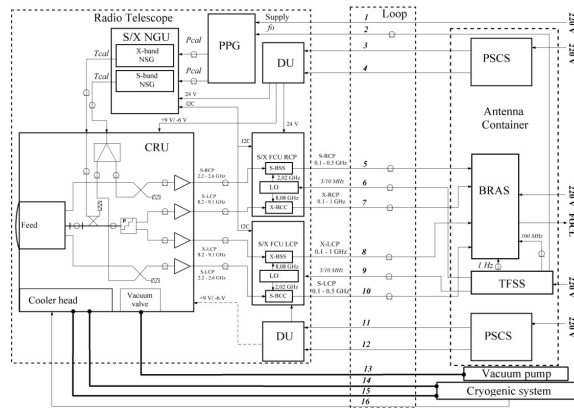 Radio Telescope
Loop
S/X NGU
X-band
NSG
S-band
NSG
Tcal
Tcal
Pcal
Pcal
PPG
Supply
fo
DU
24 V
I2C
+9 V/ -6 V
24 V
1
2
3
4
220 V
220 V
PSCS
Antenna
Container
CRU
I2C
S/X FCU RCP
S-BSS
2,02 GHz
LO
8,08 GHz
X-BCC
S-RCP
2.2 - 2.6 GHz
X-LCP
8.2 - 9.1 GHz
X-LCP
8.2 - 9.1 GHz
S-LCP
2.2 - 2.6 GHz
S-RCP
0.1 - 0.5 GHz
5/10 MHz
X-RCP
0.1 - 1 GHz
5
6
7
BRAS
220 V
FOCL
Feed
P
I2C
S/X FCU LCP
X-BSS
8,08 GHz
LO
2,02 GHz
S-BCC
X-LCP
0.1 - 1 GHz
5/10 MHz
S-LCP
0.1 - 0.5 GHz
8
9
10
100 MHz
1 Hz
TFSS
220 V
Cooler head
Vacuum
valve
+9 V/ -6 V
DU
11
12
PSCS
220 V
13
14
15
16
Vacuum pump
Cryogenic system